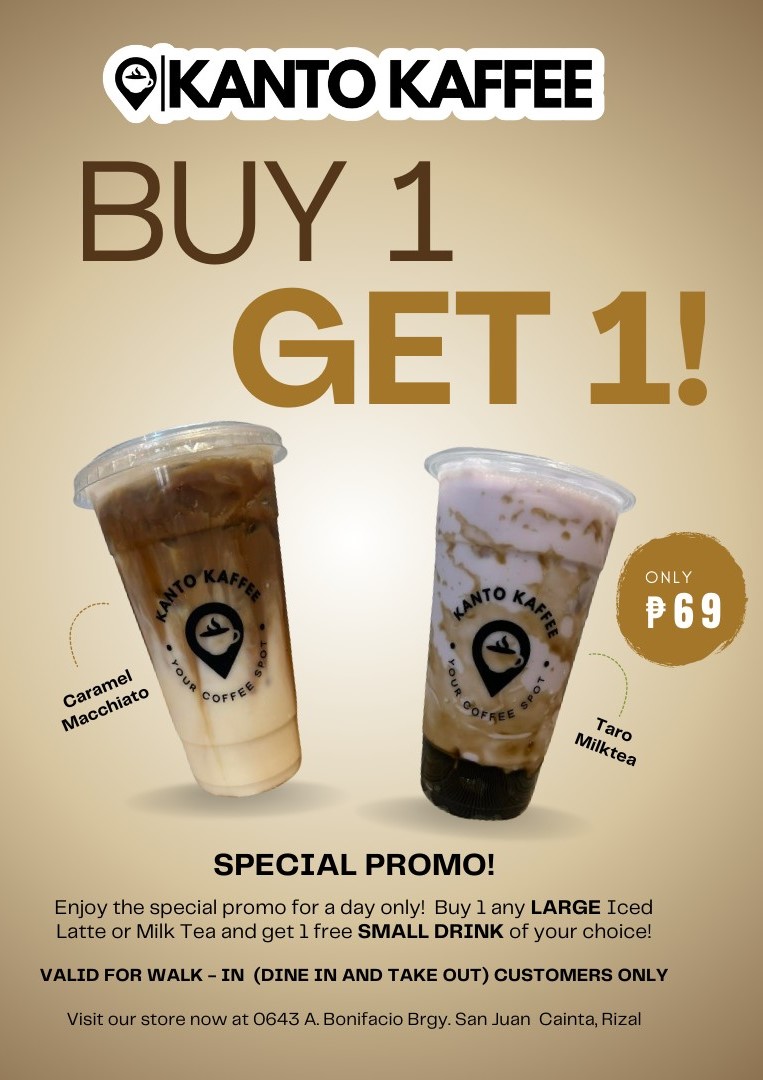 KANTO KAFFEE
BUY 1
GET 1!
KANTO KAFFEE
YOUR COFFEE SPOT
KANTO KAFFEE
YOUR COFFEE SPOT
ONLY
₱69
Caramel
Macchiato
Taro
Milktea
SPECIAL PROMO!
Enjoy the special promo for a day only! Buy 1 any LARGE Iced
Latte or Milk Tea and get 1 free SMALL DRINK of your choice!
VALID FOR WALK - IN (DINE IN AND TAKE OUT) CUSTOMERS ONLY
Visit our store now at 0643 A. Bonifacio Brgy. San Juan Cainta, Rizal